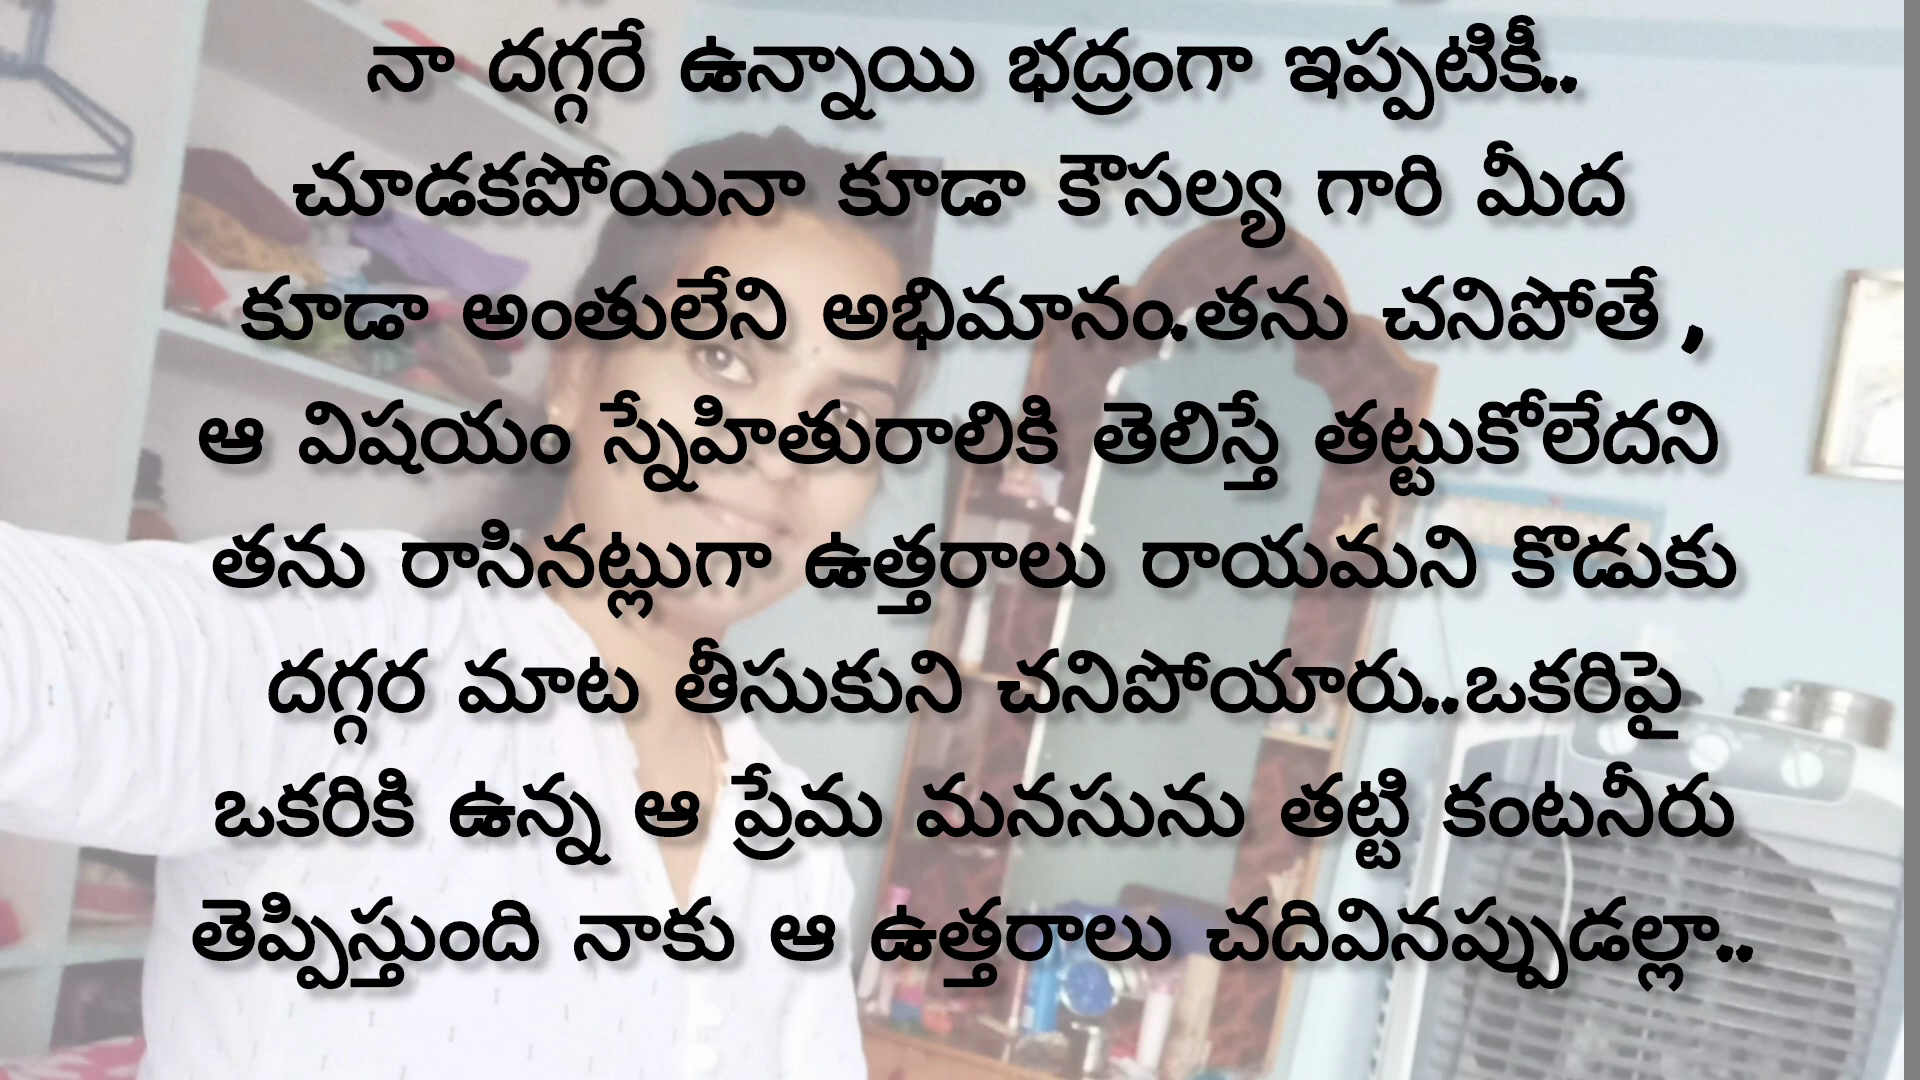 నా దగ్గరే ఉన్నాయి భద్రంగా ఇప్పటికీ..
చూడకపోయినా కూడా కౌసల్య గారి మీద
కూడా అంతులేని అభిమానం.తను చనిపోతే ,
ఆ విషయం స్నేహితురాలికి తెలిస్తే తట్టుకోలేదని
తను రాసినట్లుగా ఉత్తరాలు రాయమని కొడుకు
దగ్గర మాట తీసుకుని చనిపోయారు..ఒకరిపై
ఒకరికి ఉన్న ఆ ప్రేమ మనసును తట్టి కంటనీరు
తెప్పిస్తుంది నాకు ఆ ఉత్తరాలు చదివినప్పుడల్లా..